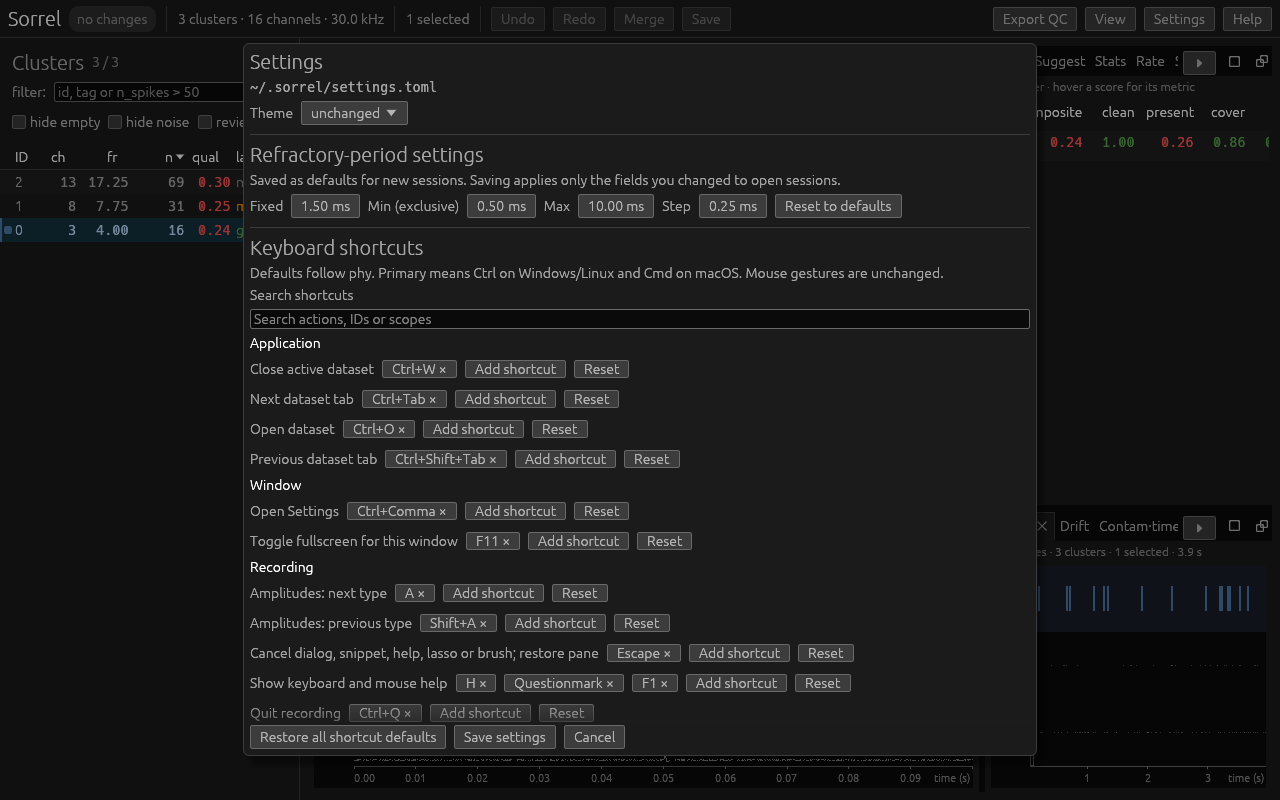 Sorrel no changes 3 clusters · 16 channels · 30.0 kHz 1 selected Undo Redo Merge Save Export QC View Settings Help
Clusters 3 / 3
filter: id, tag or n_spikes > 50
hide empty hide noise
ID ch fr n qual
2 13 17.25 69 0.30
1 8 7.75 31 0.25
0 3 4.00 16 0.24
Settings
~/.sorrel/settings.toml
Theme unchanged
Refractory-period settings
Saved as defaults for new sessions. Saving applies only the fields you changed to open sessions.
Fixed 1.50 ms Min (exclusive) 0.50 ms Max 10.00 ms Step 0.25 ms Reset to defaults
Keyboard shortcuts
Defaults follow phy. Primary means Ctrl on Windows/Linux and Cmd on macOS. Mouse gestures are unchanged.
Search shortcuts
Search actions, IDs or scopes
Application
Close active dataset Ctrl+W × Add shortcut Reset
Next dataset tab Ctrl+Tab × Add shortcut Reset
Open dataset Ctrl+O × Add shortcut Reset
Previous dataset tab Ctrl+Shift+Tab × Add shortcut Reset
Window
Open Settings Ctrl+Comma × Add shortcut Reset
Toggle fullscreen for this window F11 × Add shortcut Reset
Recording
Amplitudes: next type A × Add shortcut Reset
Amplitudes: previous type Shift+A × Add shortcut Reset
Cancel dialog, snippet, help, lasso or brush; restore pane Escape × Add shortcut Reset
Show keyboard and mouse help H × Questionmark × F1 × Add shortcut Reset
Quit recording Ctrl+Q × Add shortcut Reset
Restore all shortcut defaults Save settings Cancel
Suggest Stats Rate
· hover a score for its metric
clean present cover
0.24 1.00 0.26 0.86
Drift Contam-time
· 3 clusters · 1 selected · 3.9 s
0.00 0.01 0.02 0.03 0.04 0.05 0.06 0.07 0.08 0.09 time (s)
1 2 3 time (s)